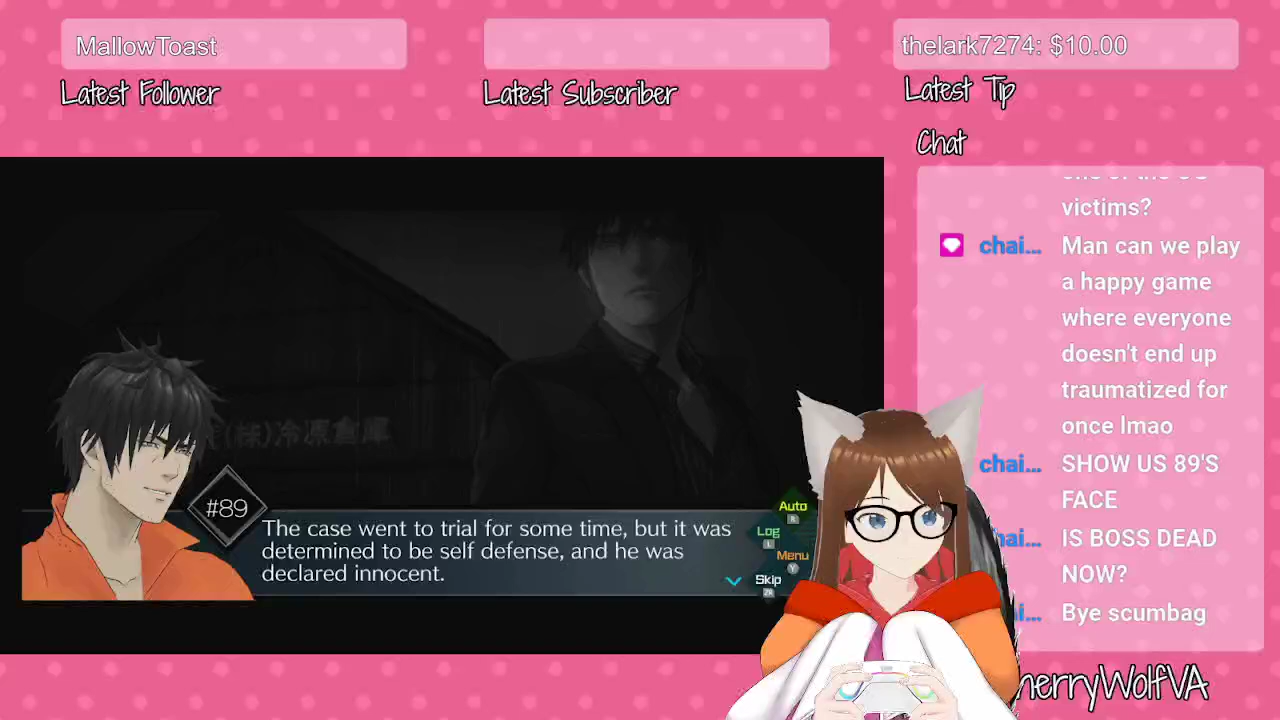 MallowToast
Latest Follower
Latest Subscriber
thelark7274: $10.00
Latest Tip
Chat
victims?
chai... Man can we play
a happy game
where everyone
doesn't end up
traumatized for
once lmao
chai... SHOW US 89'S
FACE
hai... IS BOSS DEAD
NOW?
i... Bye scumbag
(株)冷凍倉庫
#89
The case went to trial for some time, but it was
determined to be self defense, and he was
declared innocent.
Auto
R
Log
L
Menu
Y
Skip
ZR
herryWolfVA